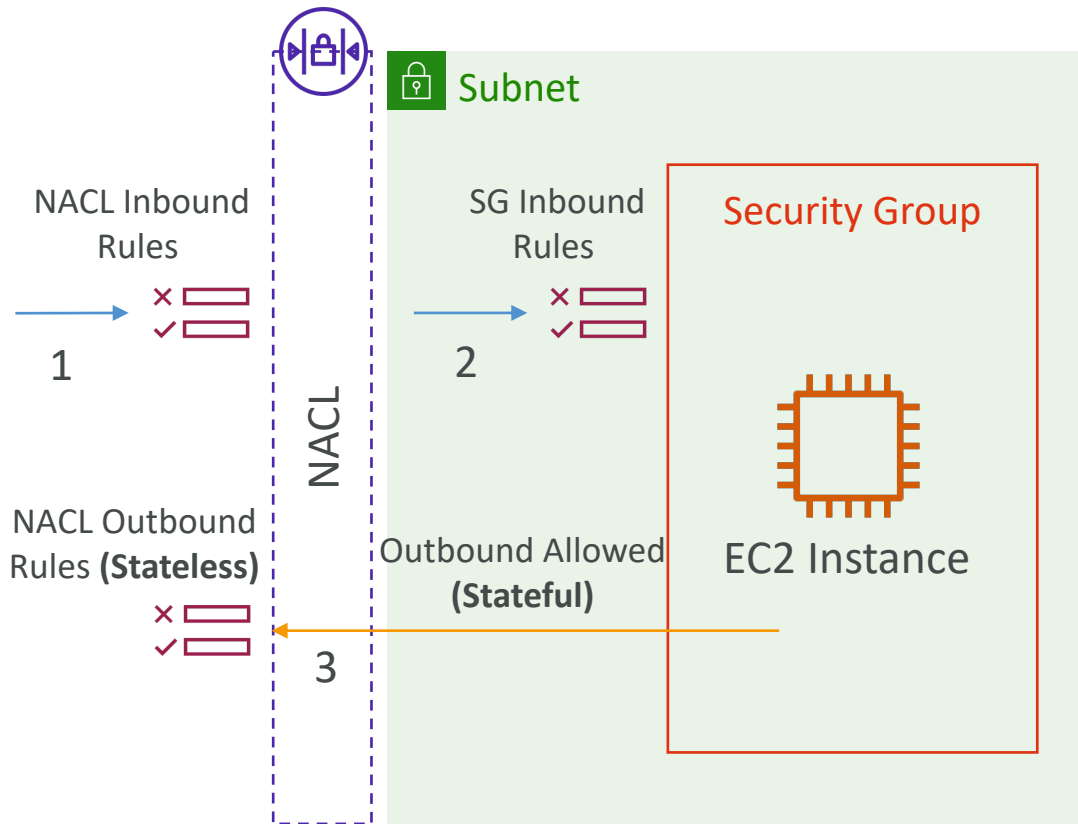 Subnet
NACL Inbound
Rules
1
SG Inbound
Rules
2
Security Group
NACL
NACL Outbound
Rules (Stateless)
Outbound Allowed
(Stateful)
3
EC2 Instance